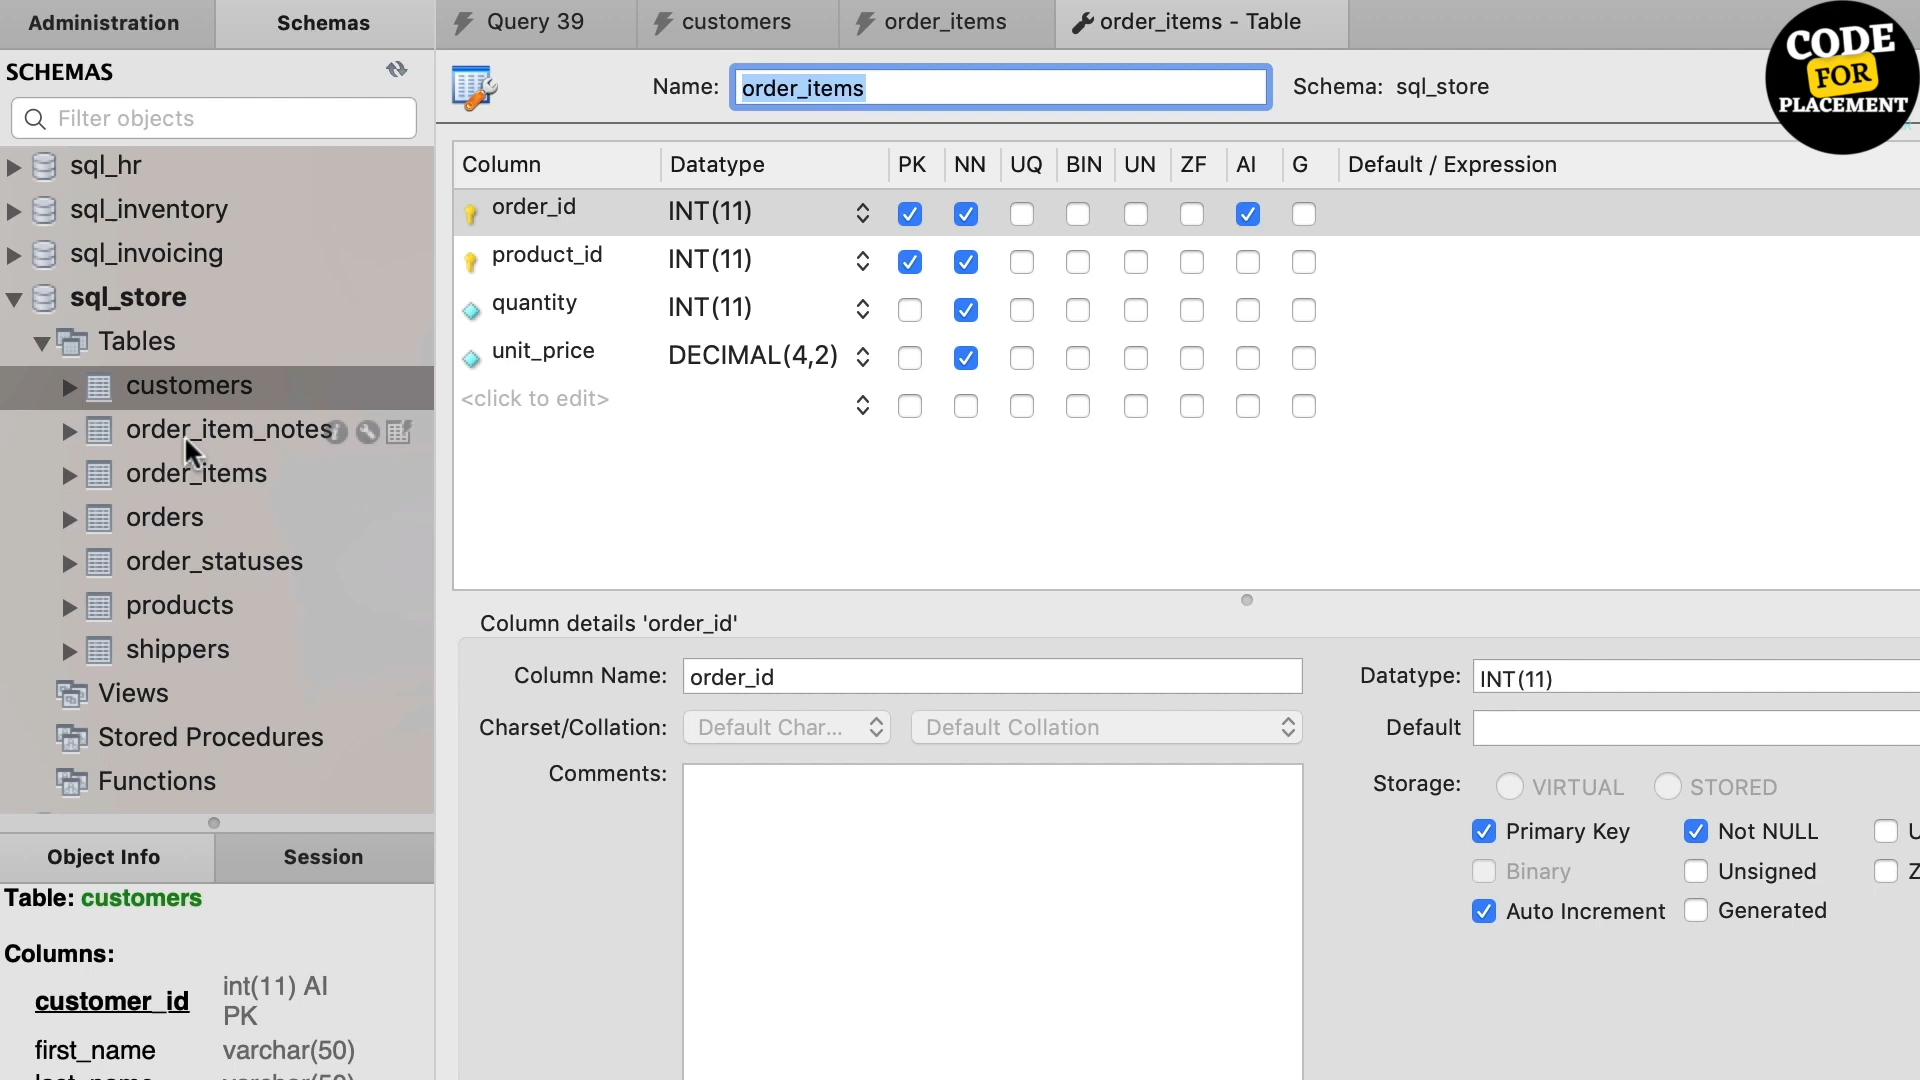 Administration
Schemas
Query 39
customers
order_items
order_items - Table
CODE
FOR
PLACEMENT
SCHEMAS
Filter objects
Name:
order_items
Schema: sql_store
sql_hr
sql_inventory
sql_invoicing
sql_store
Tables
customers
order_item_notes
order_items
orders
order_statuses
products
shippers
Views
Stored Procedures
Functions
Column Datatype PK NN UQ BIN UN ZF AI G Default / Expression
order_id INT(11)
product_id INT(11)
quantity INT(11)
unit_price DECIMAL(4,2)
<click to edit>
Column details 'order_id'
Column Name: order_id
Datatype: INT(11)
Charset/Collation: Default Char... Default Collation
Default
Comments:
Storage: VIRTUAL STORED
Primary Key Not NULL U
Binary Unsigned Z
Auto Increment Generated
Object Info
Session
Table: customers
Columns:
customer_id int(11) AI
PK
first_name varchar(50)